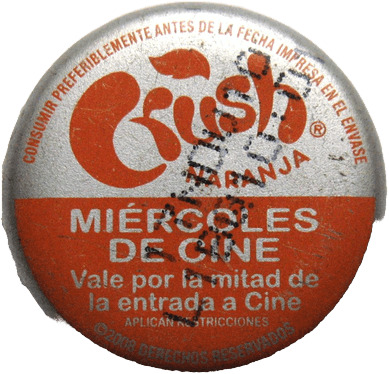 CONSUMIR PREFERIBLEMENTE ANTES DE LA FECHA IMPRESA EN EL ENVASE
Crush®
NARANJA
MIÉRCOLES
DE CINE
Vale por la mitad de
la entrada a Cine
APLICAN RESTRICCIONES
©2008 DERECHOS RESERVADOS